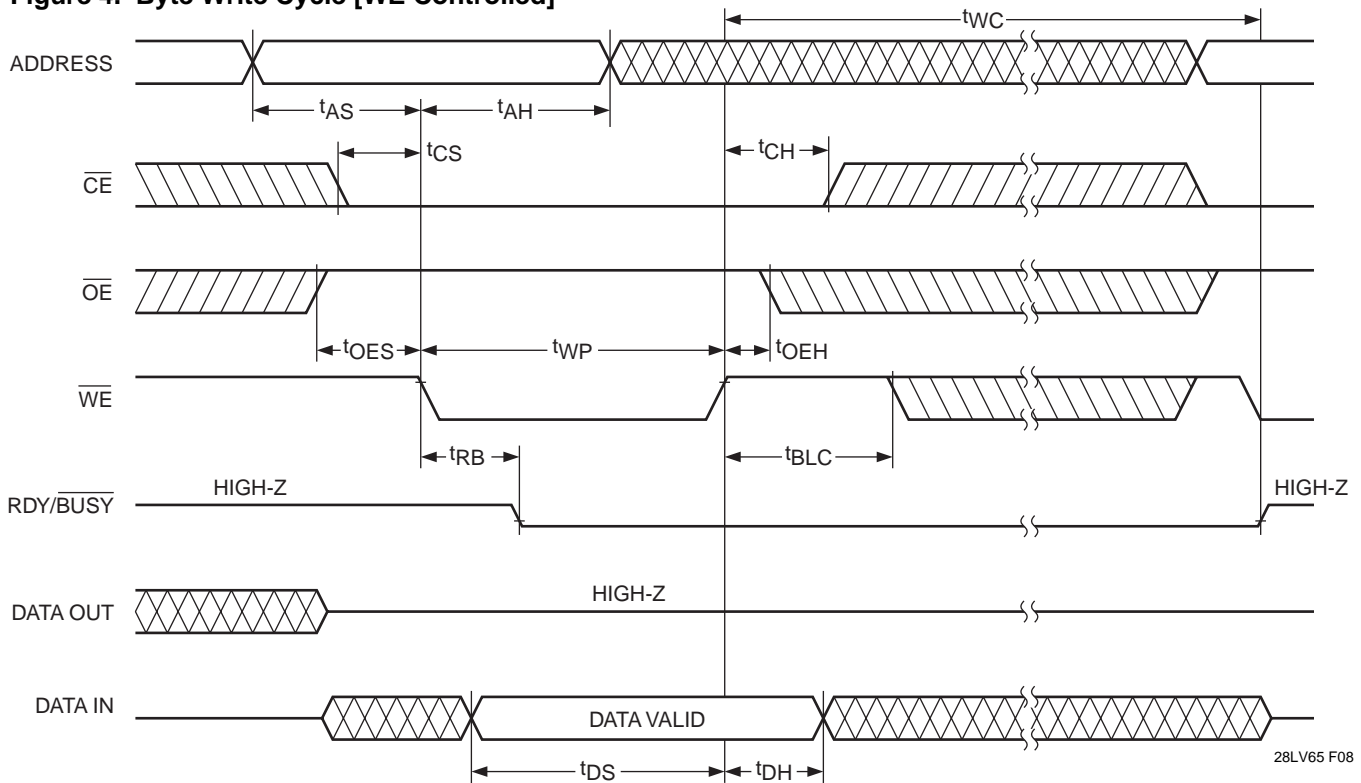 Figure 4. Byte Write Cycle [WE Controlled]
tWC
ADDRESS
tAS
tAH
tCS
tCH
CE
OE
tOES
tWP
tOEH
WE
tRB
tBLC
HIGH-Z
HIGH-Z
RDY/BUSY
HIGH-Z
DATA OUT
DATA IN
DATA VALID
28LV65 F08
tDS
tDH